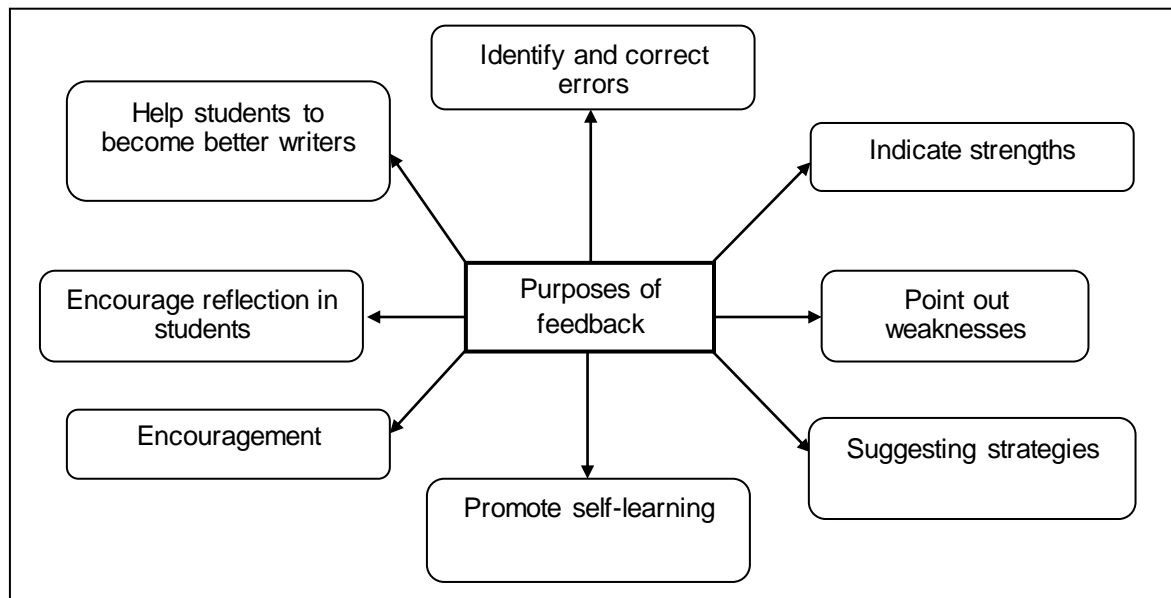 Identify and correct
errors
Help students to
become better writers
Indicate strengths
Encourage reflection in
students
Purposes of
feedback
Point out
weaknesses
Encouragement
Suggesting strategies
Promote self-learning